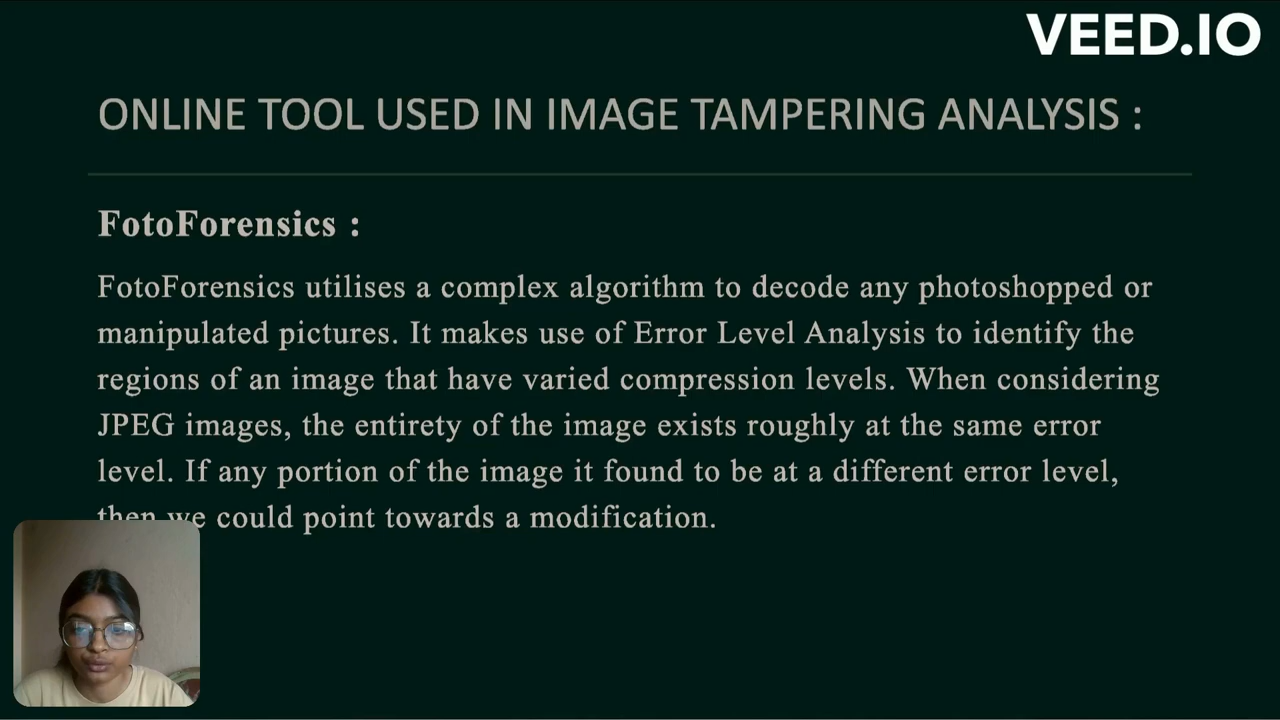 VEED.IO
ONLINE TOOL USED IN IMAGE TAMPERING ANALYSIS :
FotoForensics :
FotoForensics utilises a complex algorithm to decode any photoshopped or
manipulated pictures. It makes use of Error Level Analysis to identify the
regions of an image that have varied compression levels. When considering
JPEG images, the entirety of the image exists roughly at the same error
level. If any portion of the image it found to be at a different error level,
then we could point towards a modification.